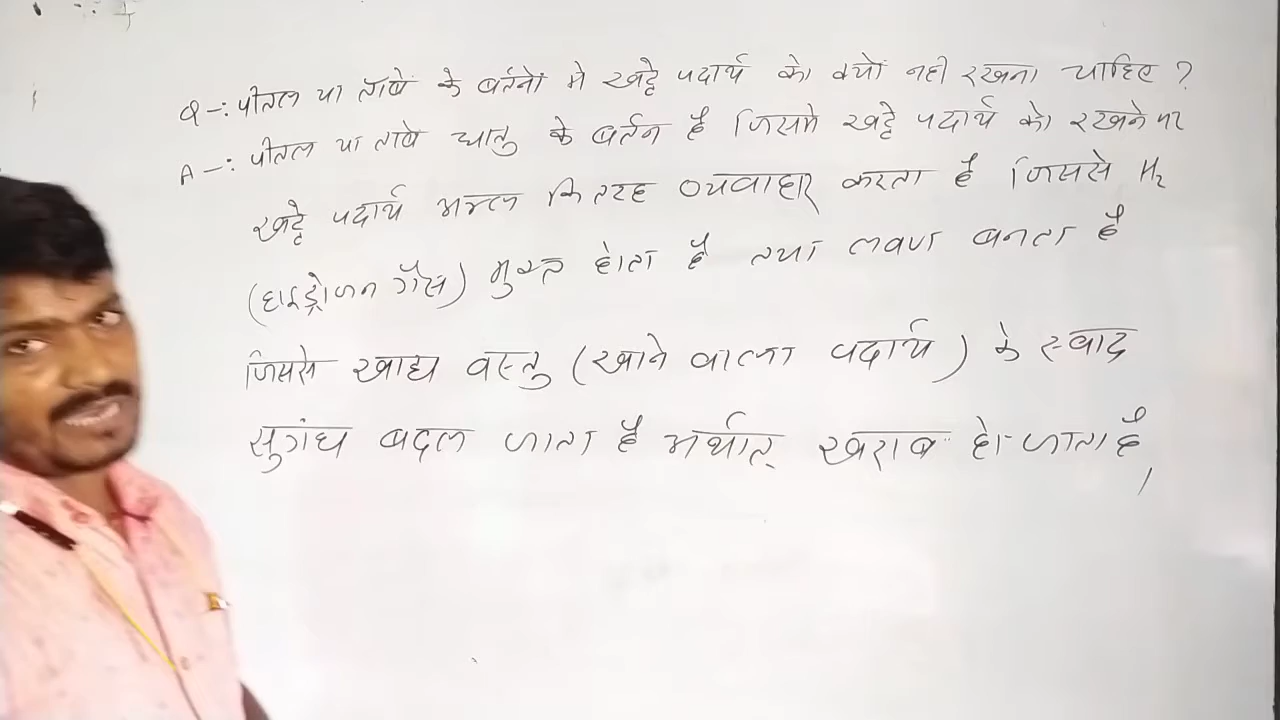 Q-: पीतल या ताँबे के बर्तनों मे खट्टे पदार्थ को क्यों नही रखना चाहिए ?
A-: पीतल या ताँबे धातु के बर्तन है जिसमे खट्टे पदार्थ को रखने पर
खट्टे पदार्थ अम्ल कि तरह व्यवाहार करता है जिससे H₂
(हाइड्रोजन गैस) मुक्त होता है तथा लवण बनता है
जिससे खाद्य वस्तु (खाने वाला पदार्थ) के स्वाद
सुगंध बदल जाता है अर्थात् खराब हो जाता है,